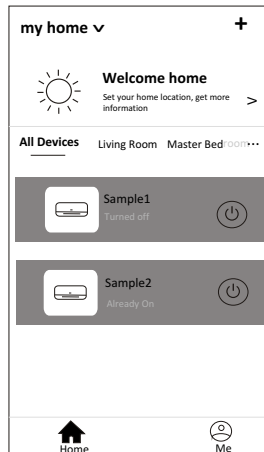 my home
Welcome home
Set your home location, get more
information
All Devices Living Room Master Bedroom
Sample1
Turned off
Sample2
Already On
Home
Me